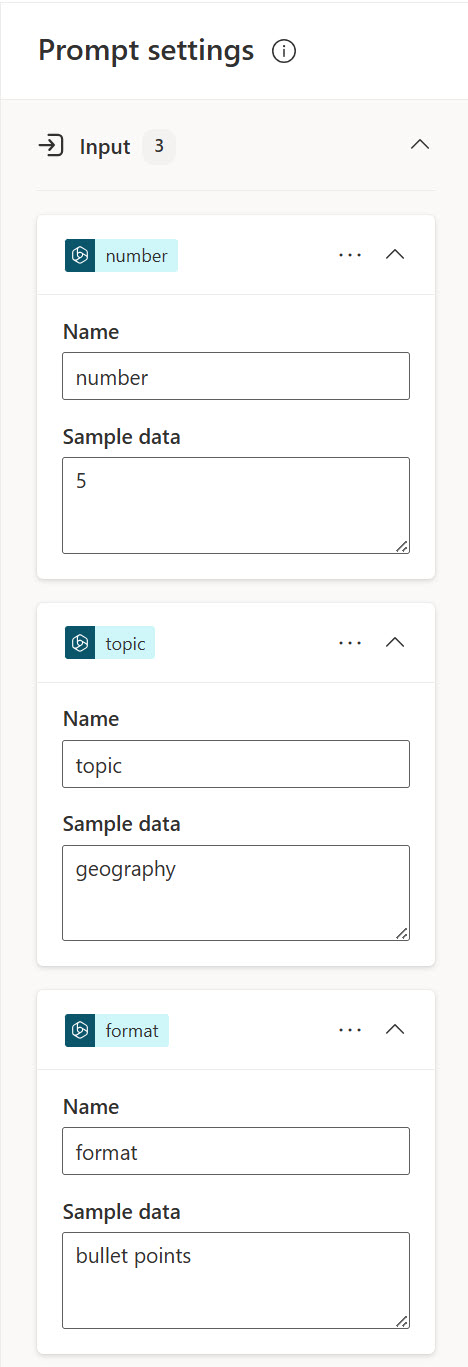 Prompt settings
Input 3
number
Name
number
Sample data
5
topic
Name
topic
Sample data
geography
format
Name
format
Sample data
bullet points